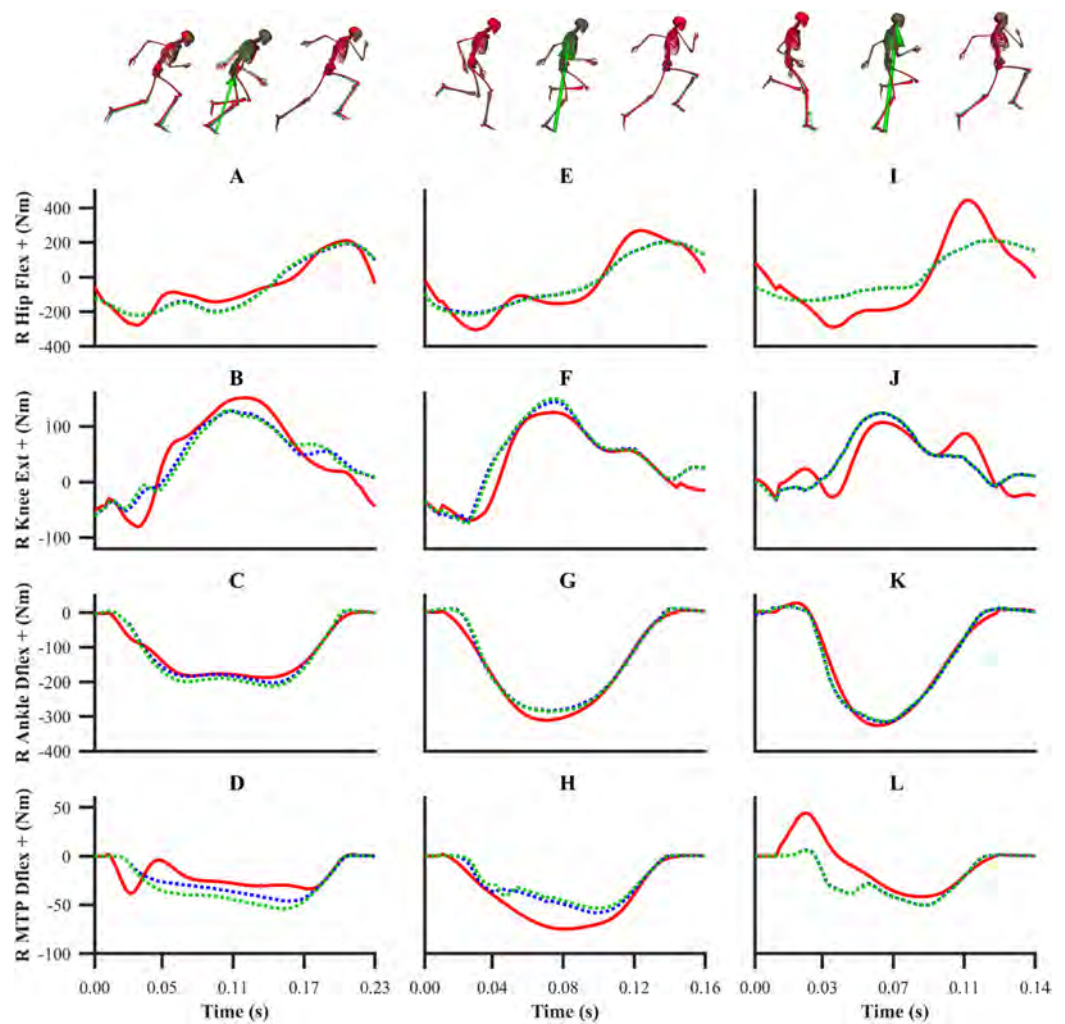 A
E
I
R Hip Flex + (Nm)
400
200
0
-200
-400
B
F
J
R Knee Ext + (Nm)
100
0
-100
C
G
K
R Ankle Dflex + (Nm)
0
-100
-200
-300
-400
D
H
L
R MTP Dflex + (Nm)
50
0
-50
-100
0.00 0.05 0.11 0.17 0.23
0.00 0.04 0.08 0.12 0.16
0.00 0.03 0.07 0.11 0.14
Time (s)
Time (s)
Time (s)